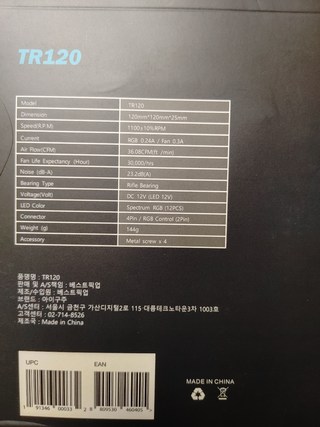 TR120
Model TR120
Dimension 120mm*120mm*25mm
Speed(R.P.M) 1100±10%RPM
Current RGB 0.26A / Fan 0.3A
Air Flow(CFM) 36.08CFM(ft³/min)
Fan Life Expectancy (Hour) 30,000/hrs
Noise (dB-A) 23.2dB(A)
Bearing Type Rifle Bearing
Voltage(Volt) DC 12V (LED 12V)
LED Color Spectrum RGB (12PCS)
Connector 4Pin / RGB Control (2Pin)
Weight (g) 144g
Accessory Metal screw x 4
품명명 : TR120
판매 및 A/S책임 : 베스트픽업
제조/수입원 : 베스트픽업
브랜드 : 아이구주
A/S센터 : 서울시 금천구 가산디지털2로 115 대륭테크노타운3차 1003호
고객센터 : 02-714-8526
제조국 : Made in China
UPC EAN
MADE IN CHINA